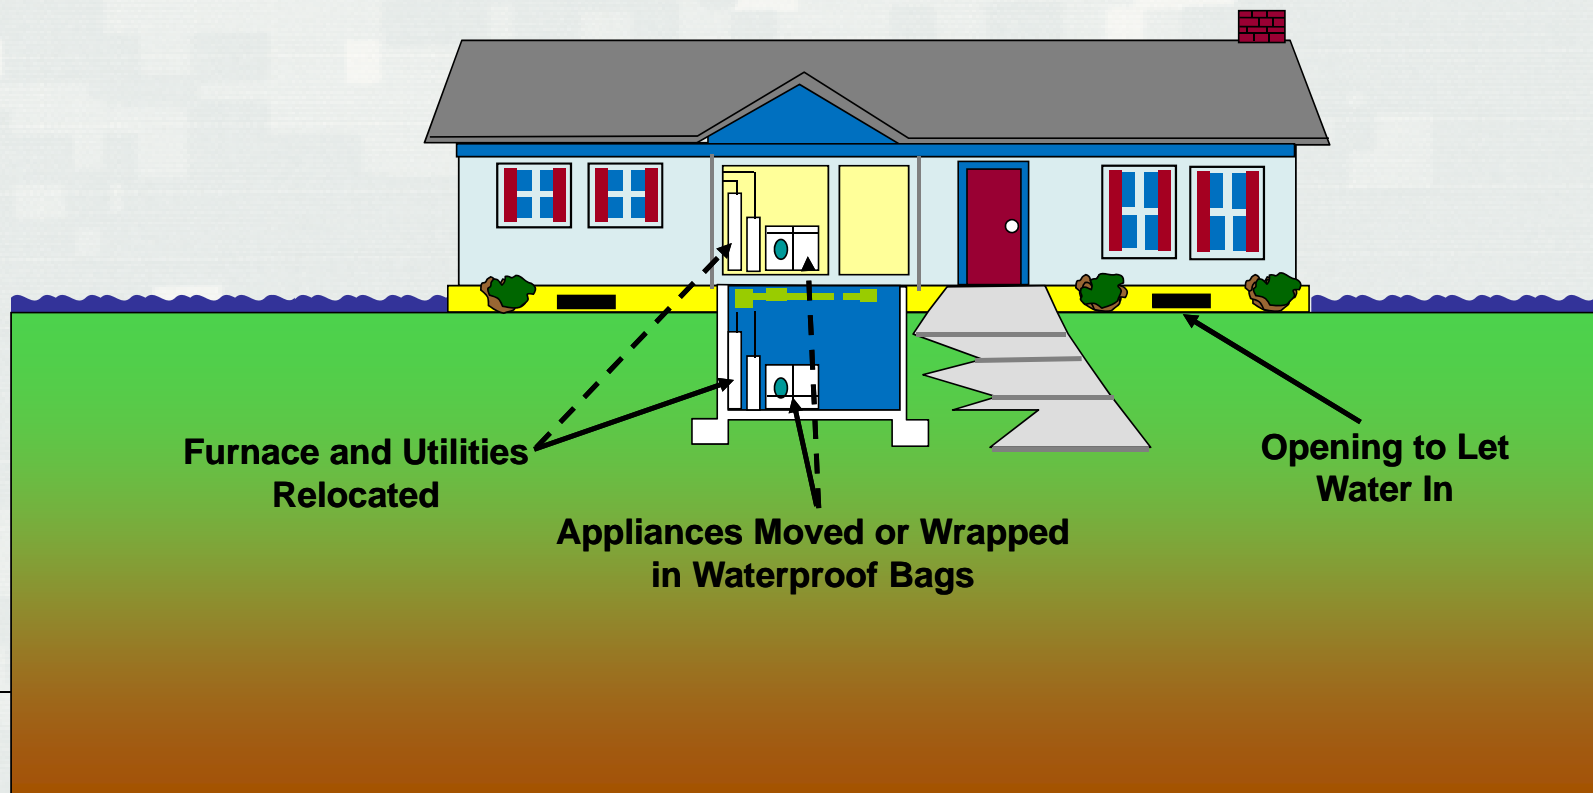 Furnace and Utilities
Relocated
Appliances Moved or Wrapped
in Waterproof Bags
Opening to Let
Water In